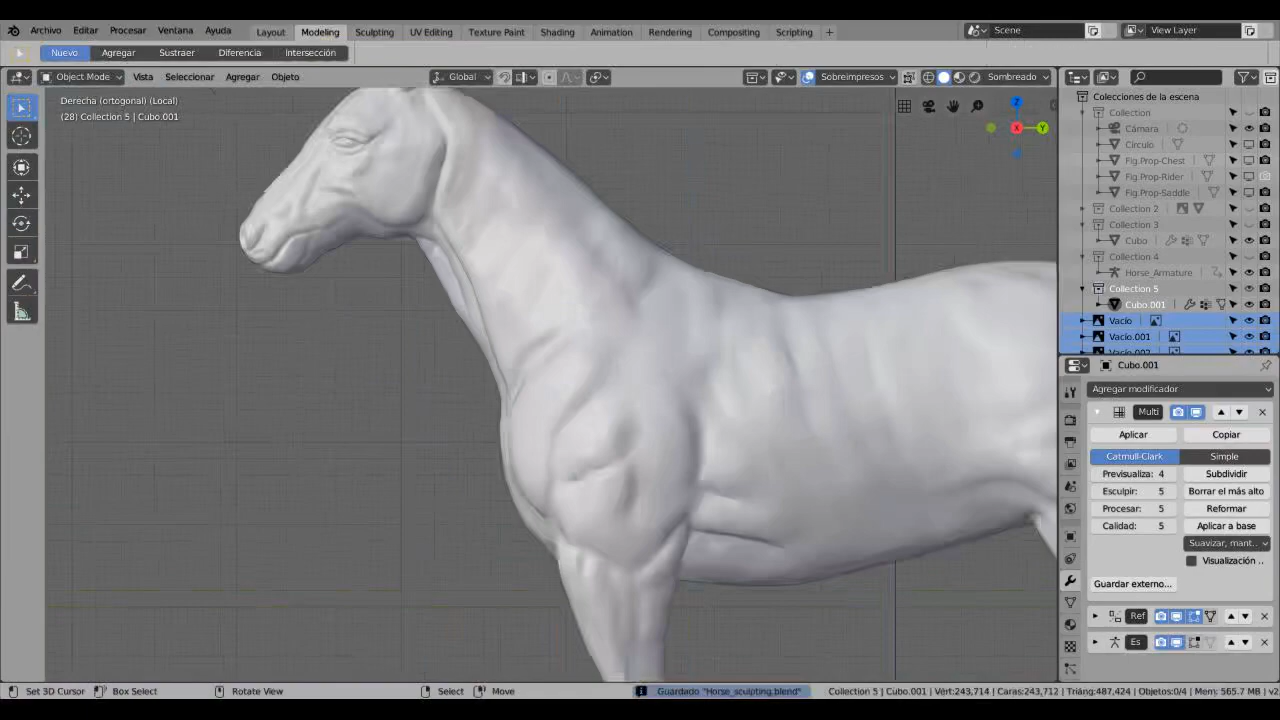 Archivo Editar Procesar Ventana Ayuda Layout Modeling Sculpting UV Editing Texture Paint Shading Animation Rendering Compositing Scripting + Scene View Layer
Nuevo Agregar Sustraer Diferencia Intersección
Object Mode Vista Seleccionar Agregar Objeto Global Sobreimpresos Sombreado
Derecha (ortogonal) (Local)
(28) Collection 5 | Cubo.001
Z
X
Y
Colecciones de la escena
Collection
Cámara
Círculo
Fig.Prop-Chest
Fig.Prop-Rider
Fig.Prop-Saddle
Collection 2
Collection 3
Cubo
Collection 4
Horse_Armature
Collection 5
Cubo.001
Vacío
Vacío.001
Vacío.002
Cubo.001
Agregar modificador
Multi
Aplicar Copiar
Catmull-Clark Simple
Previsualiza: 4 Subdividir
Esculpir: 5 Borrar el más alto
Procesar: 5 Reformar
Calidad: 5 Aplicar a base
Suavizar, mant..
Visualización ..
Guardar externo...
Ref
Es
Set 3D Cursor Box Select Rotate View Select Move Guardado "Horse_sculpting.blend" Collection 5 | Cubo.001 | Vért:243,714 | Caras:243,712 | Triáng:487,424 | Objetos:0/4 | Mem: 565.7 MB | v2